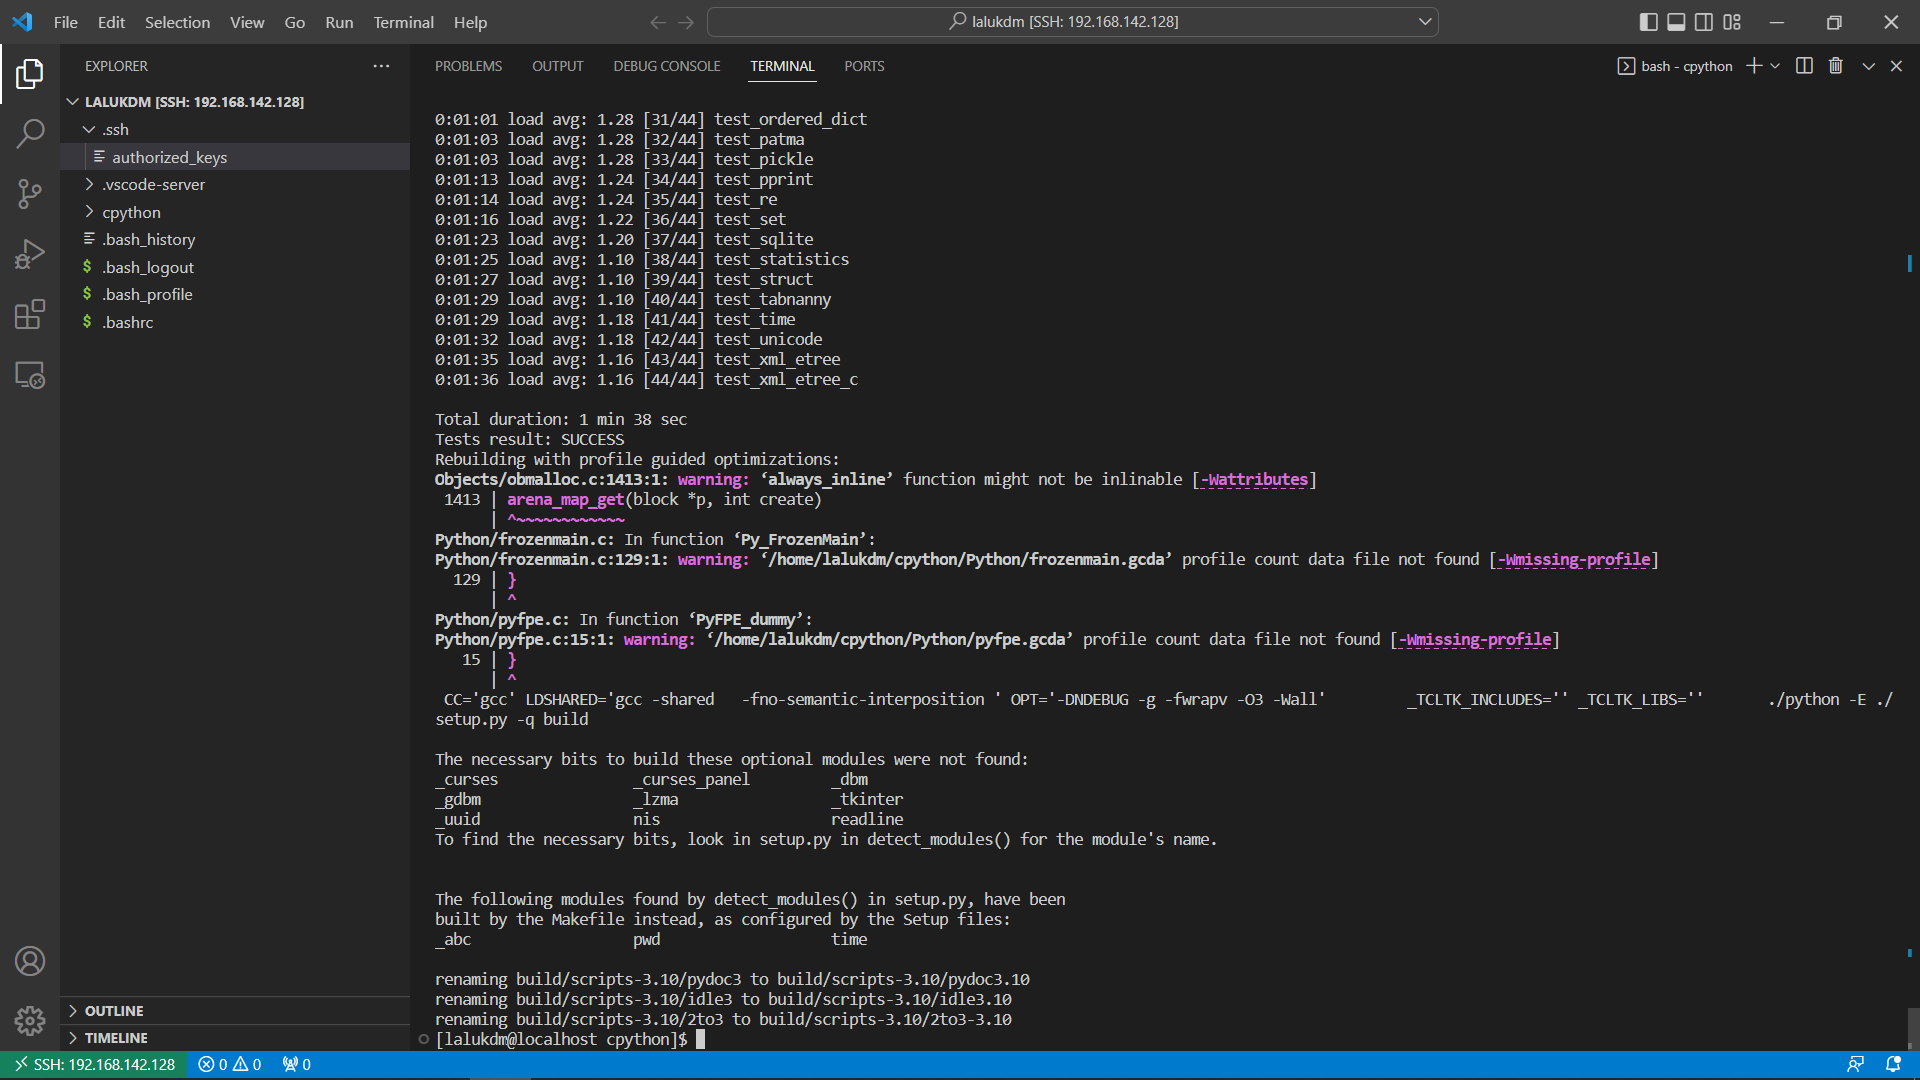 File Edit Selection View Go Run Terminal Help
lalukdm [SSH: 192.168.142.128]
EXPLORER
LALUKDM [SSH: 192.168.142.128]
.ssh
authorized_keys
.vscode-server
cpython
.bash_history
$ .bash_logout
$ .bash_profile
$ .bashrc
OUTLINE
TIMELINE
PROBLEMS OUTPUT DEBUG CONSOLE TERMINAL PORTS
bash - cpython
0:01:01 load avg: 1.28 [31/44] test_ordered_dict
0:01:03 load avg: 1.28 [32/44] test_patma
0:01:03 load avg: 1.28 [33/44] test_pickle
0:01:13 load avg: 1.24 [34/44] test_pprint
0:01:14 load avg: 1.24 [35/44] test_re
0:01:16 load avg: 1.22 [36/44] test_set
0:01:23 load avg: 1.20 [37/44] test_sqlite
0:01:25 load avg: 1.10 [38/44] test_statistics
0:01:27 load avg: 1.10 [39/44] test_struct
0:01:29 load avg: 1.10 [40/44] test_tabnanny
0:01:29 load avg: 1.18 [41/44] test_time
0:01:32 load avg: 1.18 [42/44] test_unicode
0:01:35 load avg: 1.16 [43/44] test_xml_etree
0:01:36 load avg: 1.16 [44/44] test_xml_etree_c
Total duration: 1 min 38 sec
Tests result: SUCCESS
Rebuilding with profile guided optimizations:
Objects/obmalloc.c:1413:1: warning: ‘always_inline’ function might not be inlinable [-Wattributes]
1413 | arena_map_get(block *p, int create)
| ^~~~~~~~~~~~~
Python/frozenmain.c: In function ‘Py_FrozenMain’:
Python/frozenmain.c:129:1: warning: ‘/home/lalukdm/cpython/Python/frozenmain.gcda’ profile count data file not found [-Wmissing-profile]
129 | }
| ^
Python/pyfpe.c: In function ‘PyFPE_dummy’:
Python/pyfpe.c:15:1: warning: ‘/home/lalukdm/cpython/Python/pyfpe.gcda’ profile count data file not found [-Wmissing-profile]
15 | }
| ^
CC='gcc' LDSHARED='gcc -shared -fno-semantic-interposition ' OPT='-DNDEBUG -g -fwrapv -O3 -Wall' _TCLTK_INCLUDES='' _TCLTK_LIBS='' ./python -E ./
setup.py -q build
The necessary bits to build these optional modules were not found:
_curses _curses_panel _dbm
_gdbm _lzma _tkinter
_uuid nis readline
To find the necessary bits, look in setup.py in detect_modules() for the module's name.
The following modules found by detect_modules() in setup.py, have been
built by the Makefile instead, as configured by the Setup files:
_abc pwd time
renaming build/scripts-3.10/pydoc3 to build/scripts-3.10/pydoc3.10
renaming build/scripts-3.10/idle3 to build/scripts-3.10/idle3.10
renaming build/scripts-3.10/2to3 to build/scripts-3.10/2to3-3.10
[lalukdm@localhost cpython]$
SSH: 192.168.142.128 0 0 0